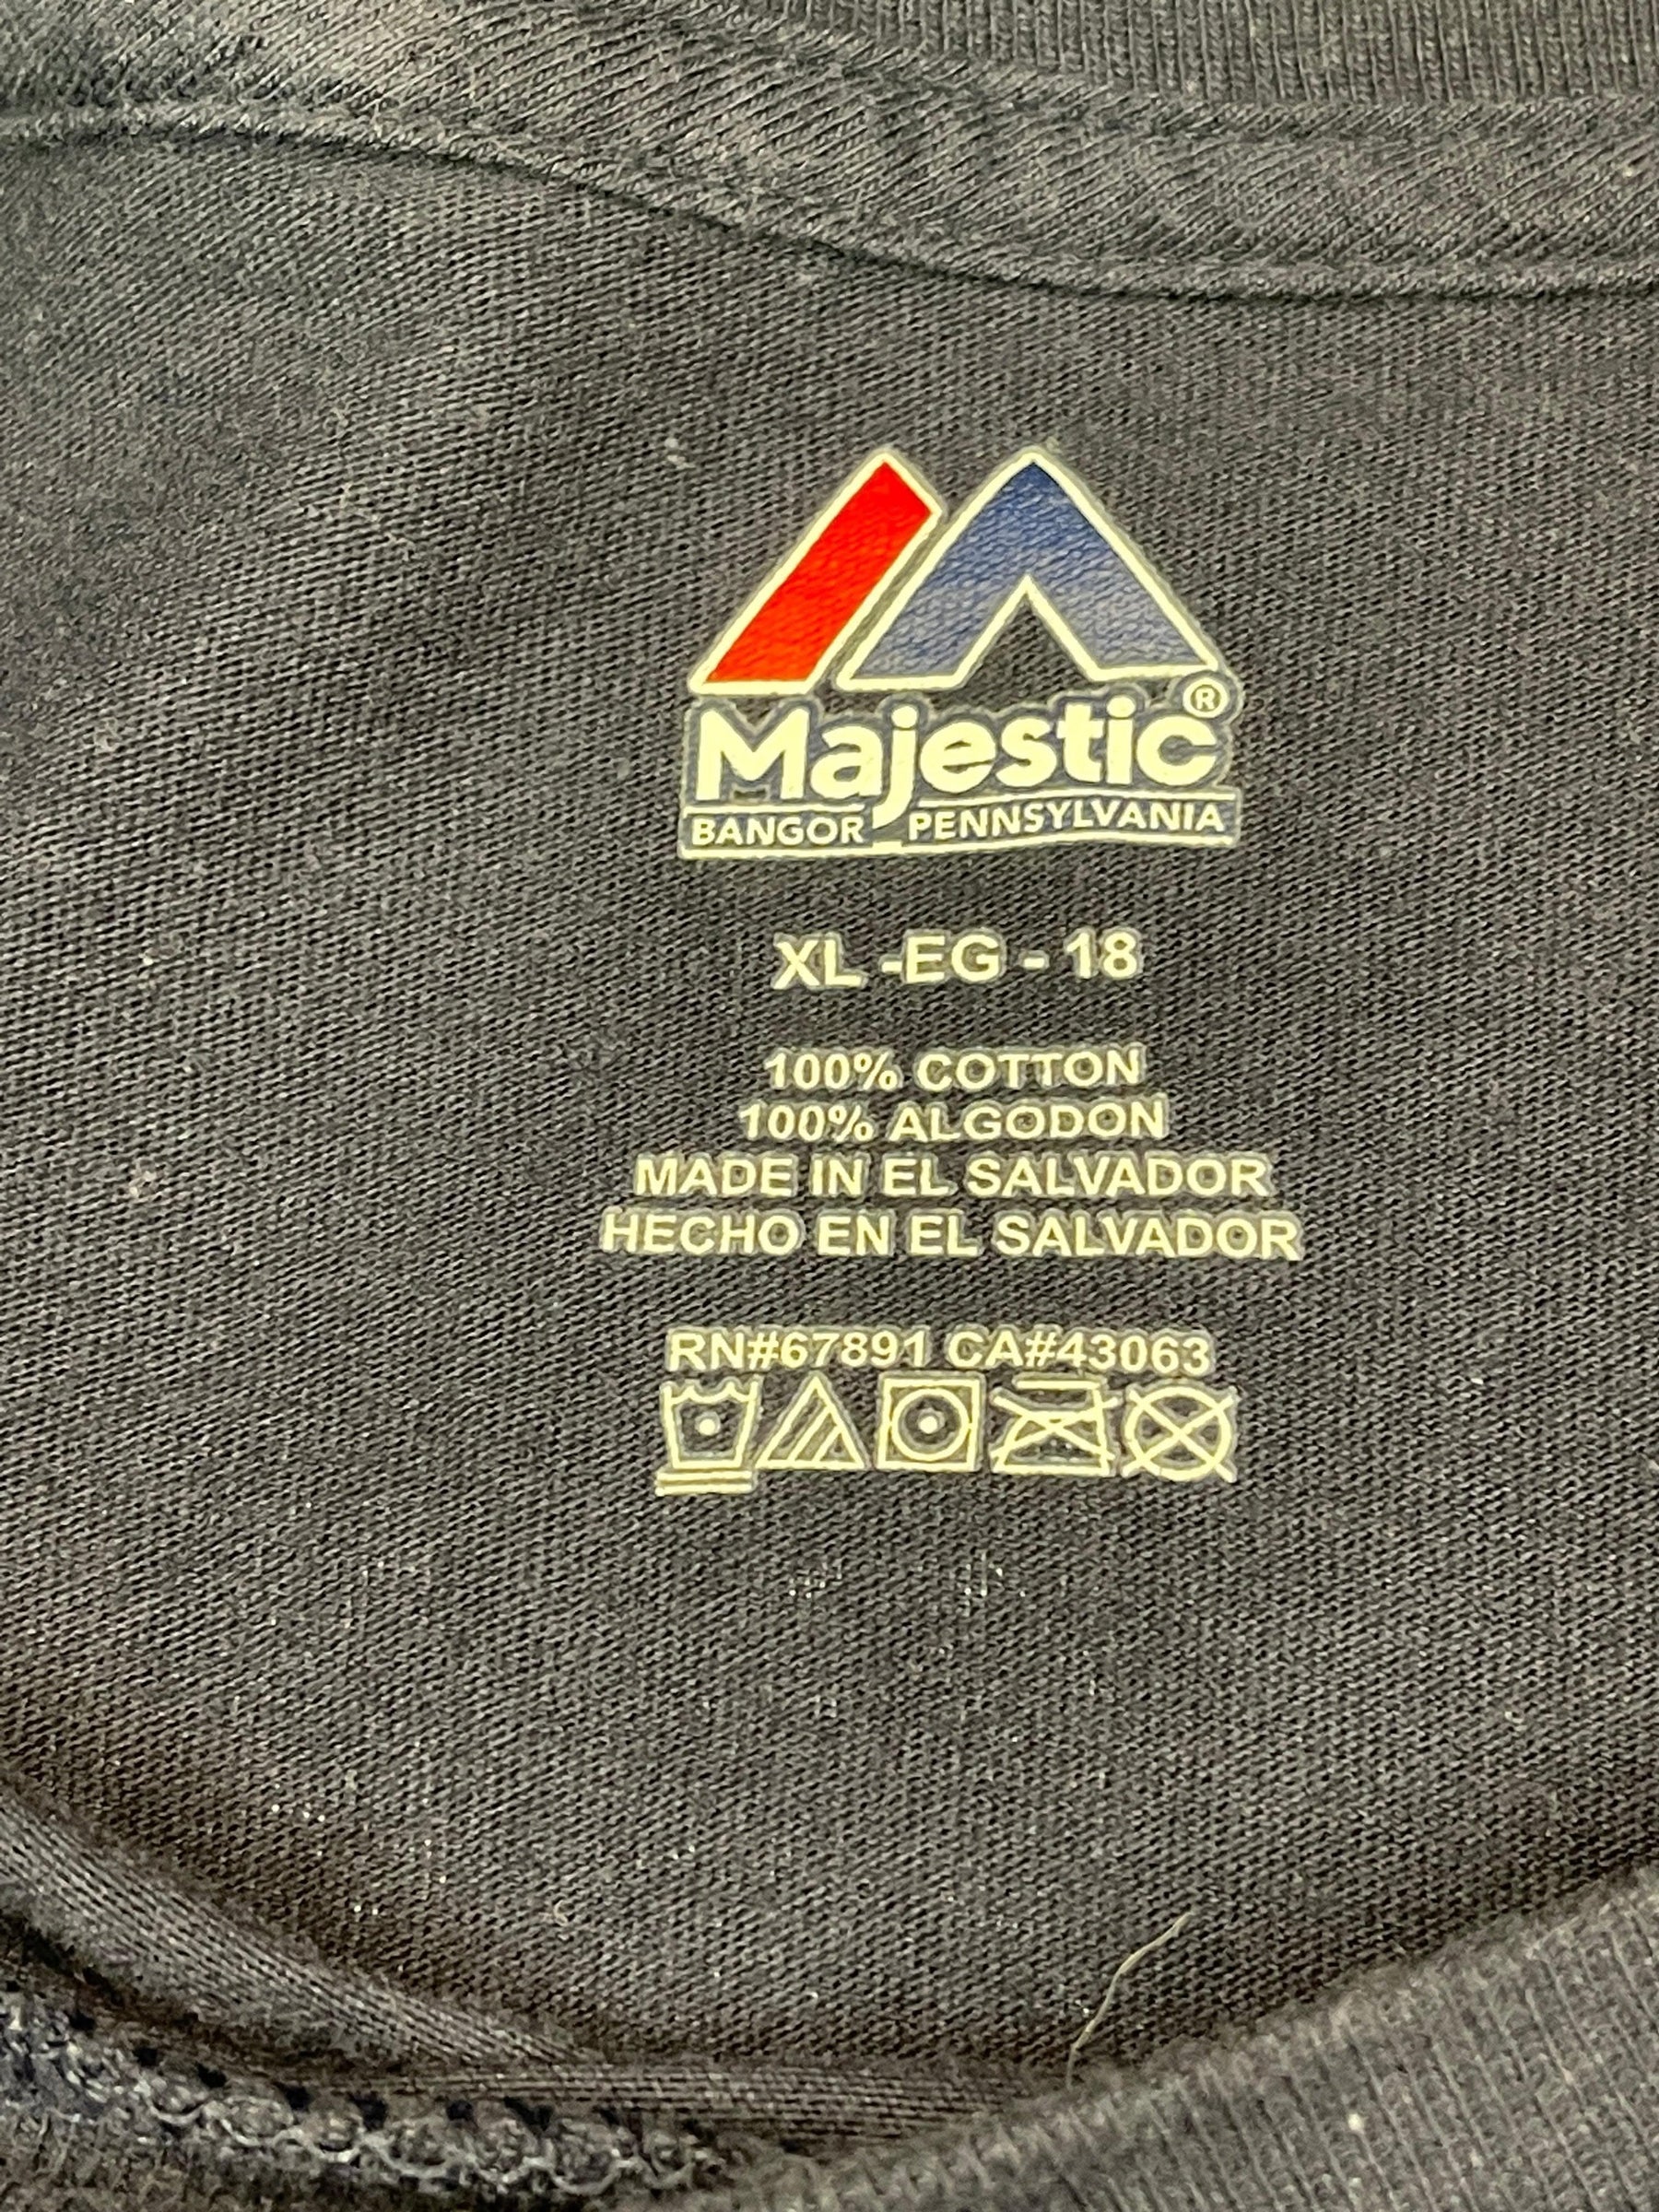 Majestic®
BANGOR PENNSYLVANIA
XL -EG - 18
100% COTTON
100% ALGODON
MADE IN EL SALVADOR
HECHO EN EL SALVADOR
RN#67891 CA#43063